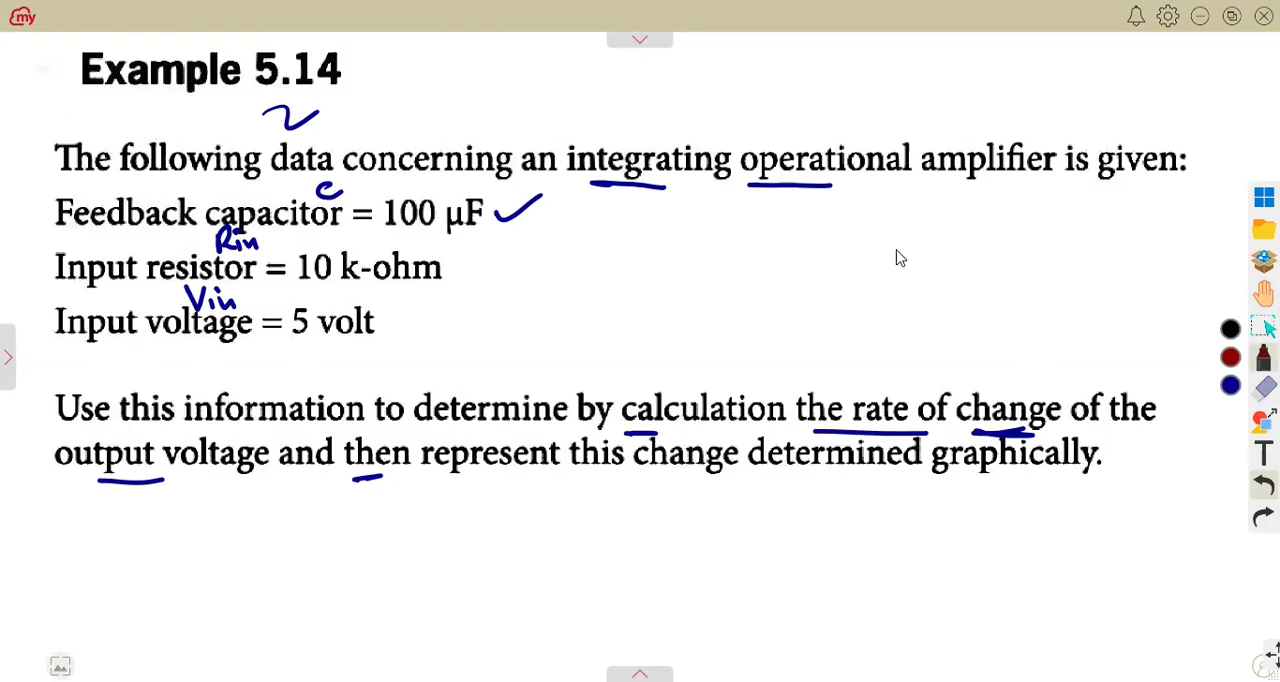 my
Example 5.14
The following data concerning an integrating operational amplifier is given:
C
Feedback capacitor = 100 μF
Rin
Input resistor = 10 k-ohm
Vin
Input voltage = 5 volt
Use this information to determine by calculation the rate of change of the
output voltage and then represent this change determined graphically.
T